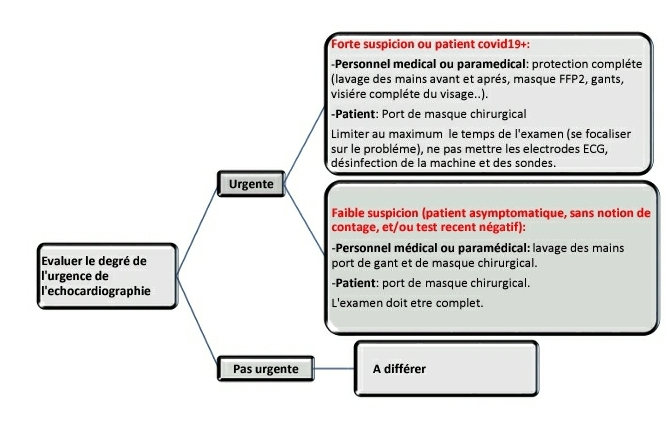 Evaluer le degré de
l'urgence de
l'echocardiographie
Urgente
Forte suspicion ou patient covid19+:
-Personnel medical ou paramedical: protection compléte
(lavage des mains avant et aprés, masque FFP2, gants,
visiére compléte du visage..).
-Patient: Port de masque chirurgical
Limiter au maximum le temps de l'examen (se focaliser
sur le probléme), ne pas mettre les electrodes ECG,
désinfection de la machine et des sondes.
Faible suspicion (patient asymptomatique, sans notion de
contage, et/ou test recent négatif):
-Personnel médical ou paramédical: lavage des mains
port de gant et de masque chirurgical.
-Patient: port de masque chirurgical.
L'examen doit etre complet.
Pas urgente
A différer